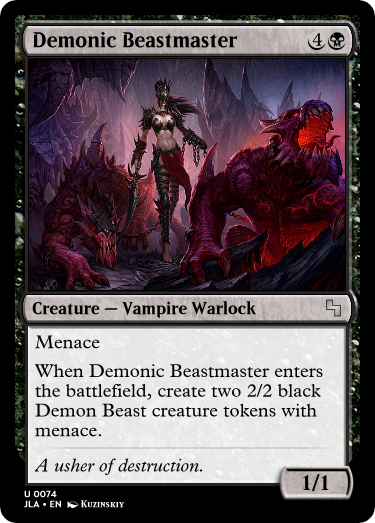 Demonic Beastmaster 4
Creature — Vampire Warlock
Menace
When Demonic Beastmaster enters
the battlefield, create two 2/2 black
Demon Beast creature tokens with
menace.
A usher of destruction.
1/1
U 0074
JLA • EN Kuzinskiy